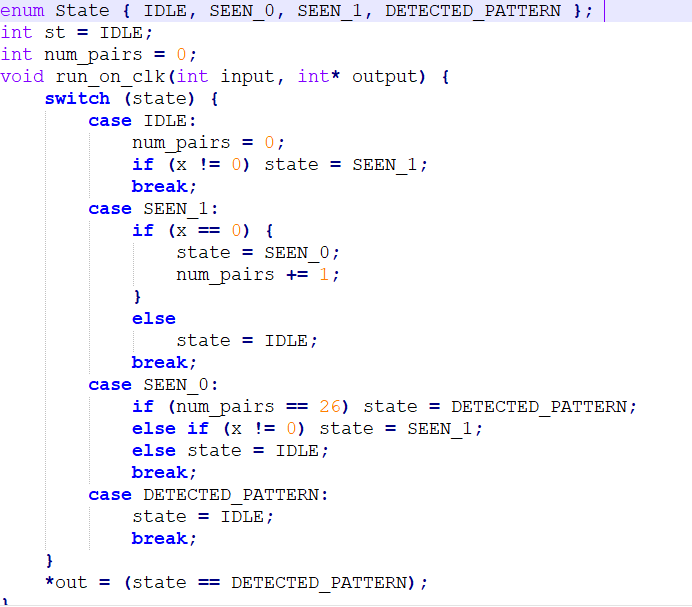 enum State { IDLE, SEEN_0, SEEN_1, DETECTED_PATTERN };
int st = IDLE;
int num_pairs = 0;
void run_on_clk(int input, int* output) {
    switch (state) {
        case IDLE:
            num_pairs = 0;
            if (x != 0) state = SEEN_1;
            break;
        case SEEN_1:
            if (x == 0) {
                state = SEEN_0;
                num_pairs += 1;
            }
            else
                state = IDLE;
            break;
        case SEEN_0:
            if (num_pairs == 26) state = DETECTED_PATTERN;
            else if (x != 0) state = SEEN_1;
            else state = IDLE;
            break;
        case DETECTED_PATTERN:
            state = IDLE;
            break;
    }
    *out = (state == DETECTED_PATTERN);
}